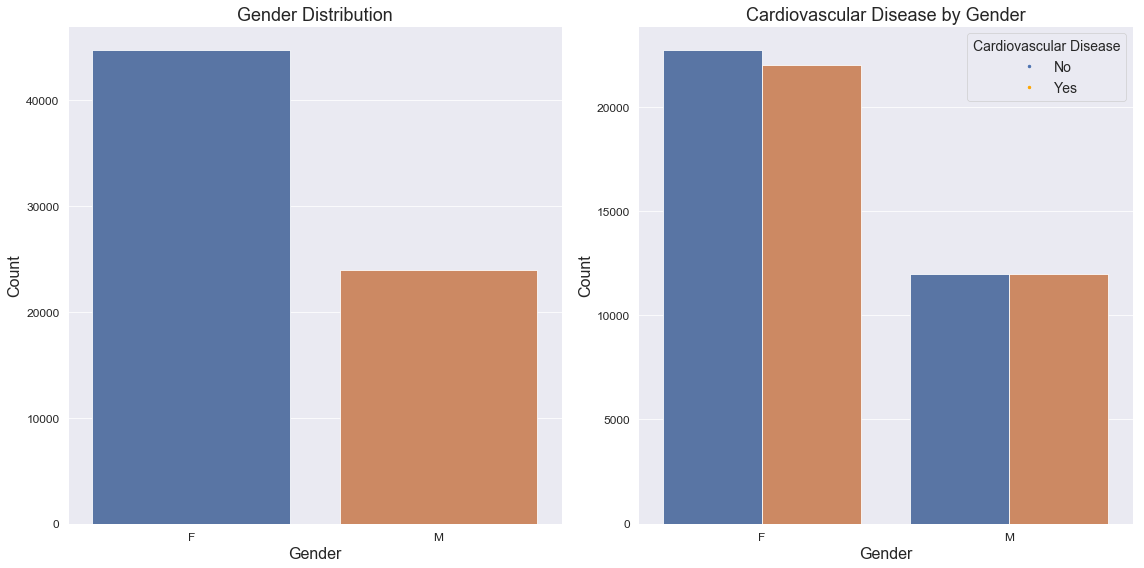 Gender Distribution
Count
40000
30000
20000
10000
0
F
M
Gender
Cardiovascular Disease by Gender
Count
20000
15000
10000
5000
0
F
M
Gender
Cardiovascular Disease
No
Yes